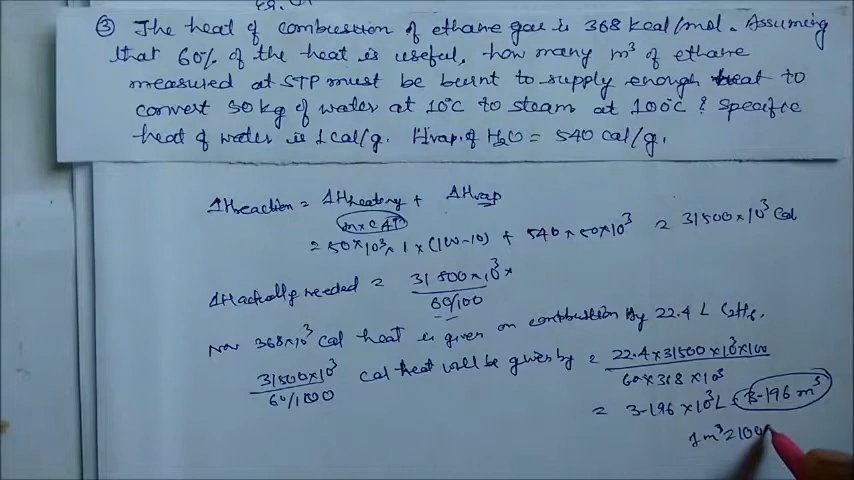 ③ The heat of combustion of ethane gas is 368 kcal/mol. Assuming
that 60% of the heat is useful, how many m³ of ethane
measured at STP must be burnt to supply enough heat to
convert 50 kg of water at 10°C to steam at 100°C? Specific
heat of water is 1 cal/g. Hvap. of H₂O = 540 cal/g.
ΔHreaction = ΔHheating + ΔHvap
m×c×ΔT
= 50×10³×1×(100-10) + 540×50×10³ = 31500×10³ Cal
ΔHactually needed = 31500×10³× / 60/100
Now 368×10³ Cal heat is given on combustion by 22.4 L C₂H₆.
31500×10³ / 60/100 cal heat will be given by = 22.4×31500×10³×100 / 60×368×10³
= 3.196×10³L = 3.196 m³
1m³=100